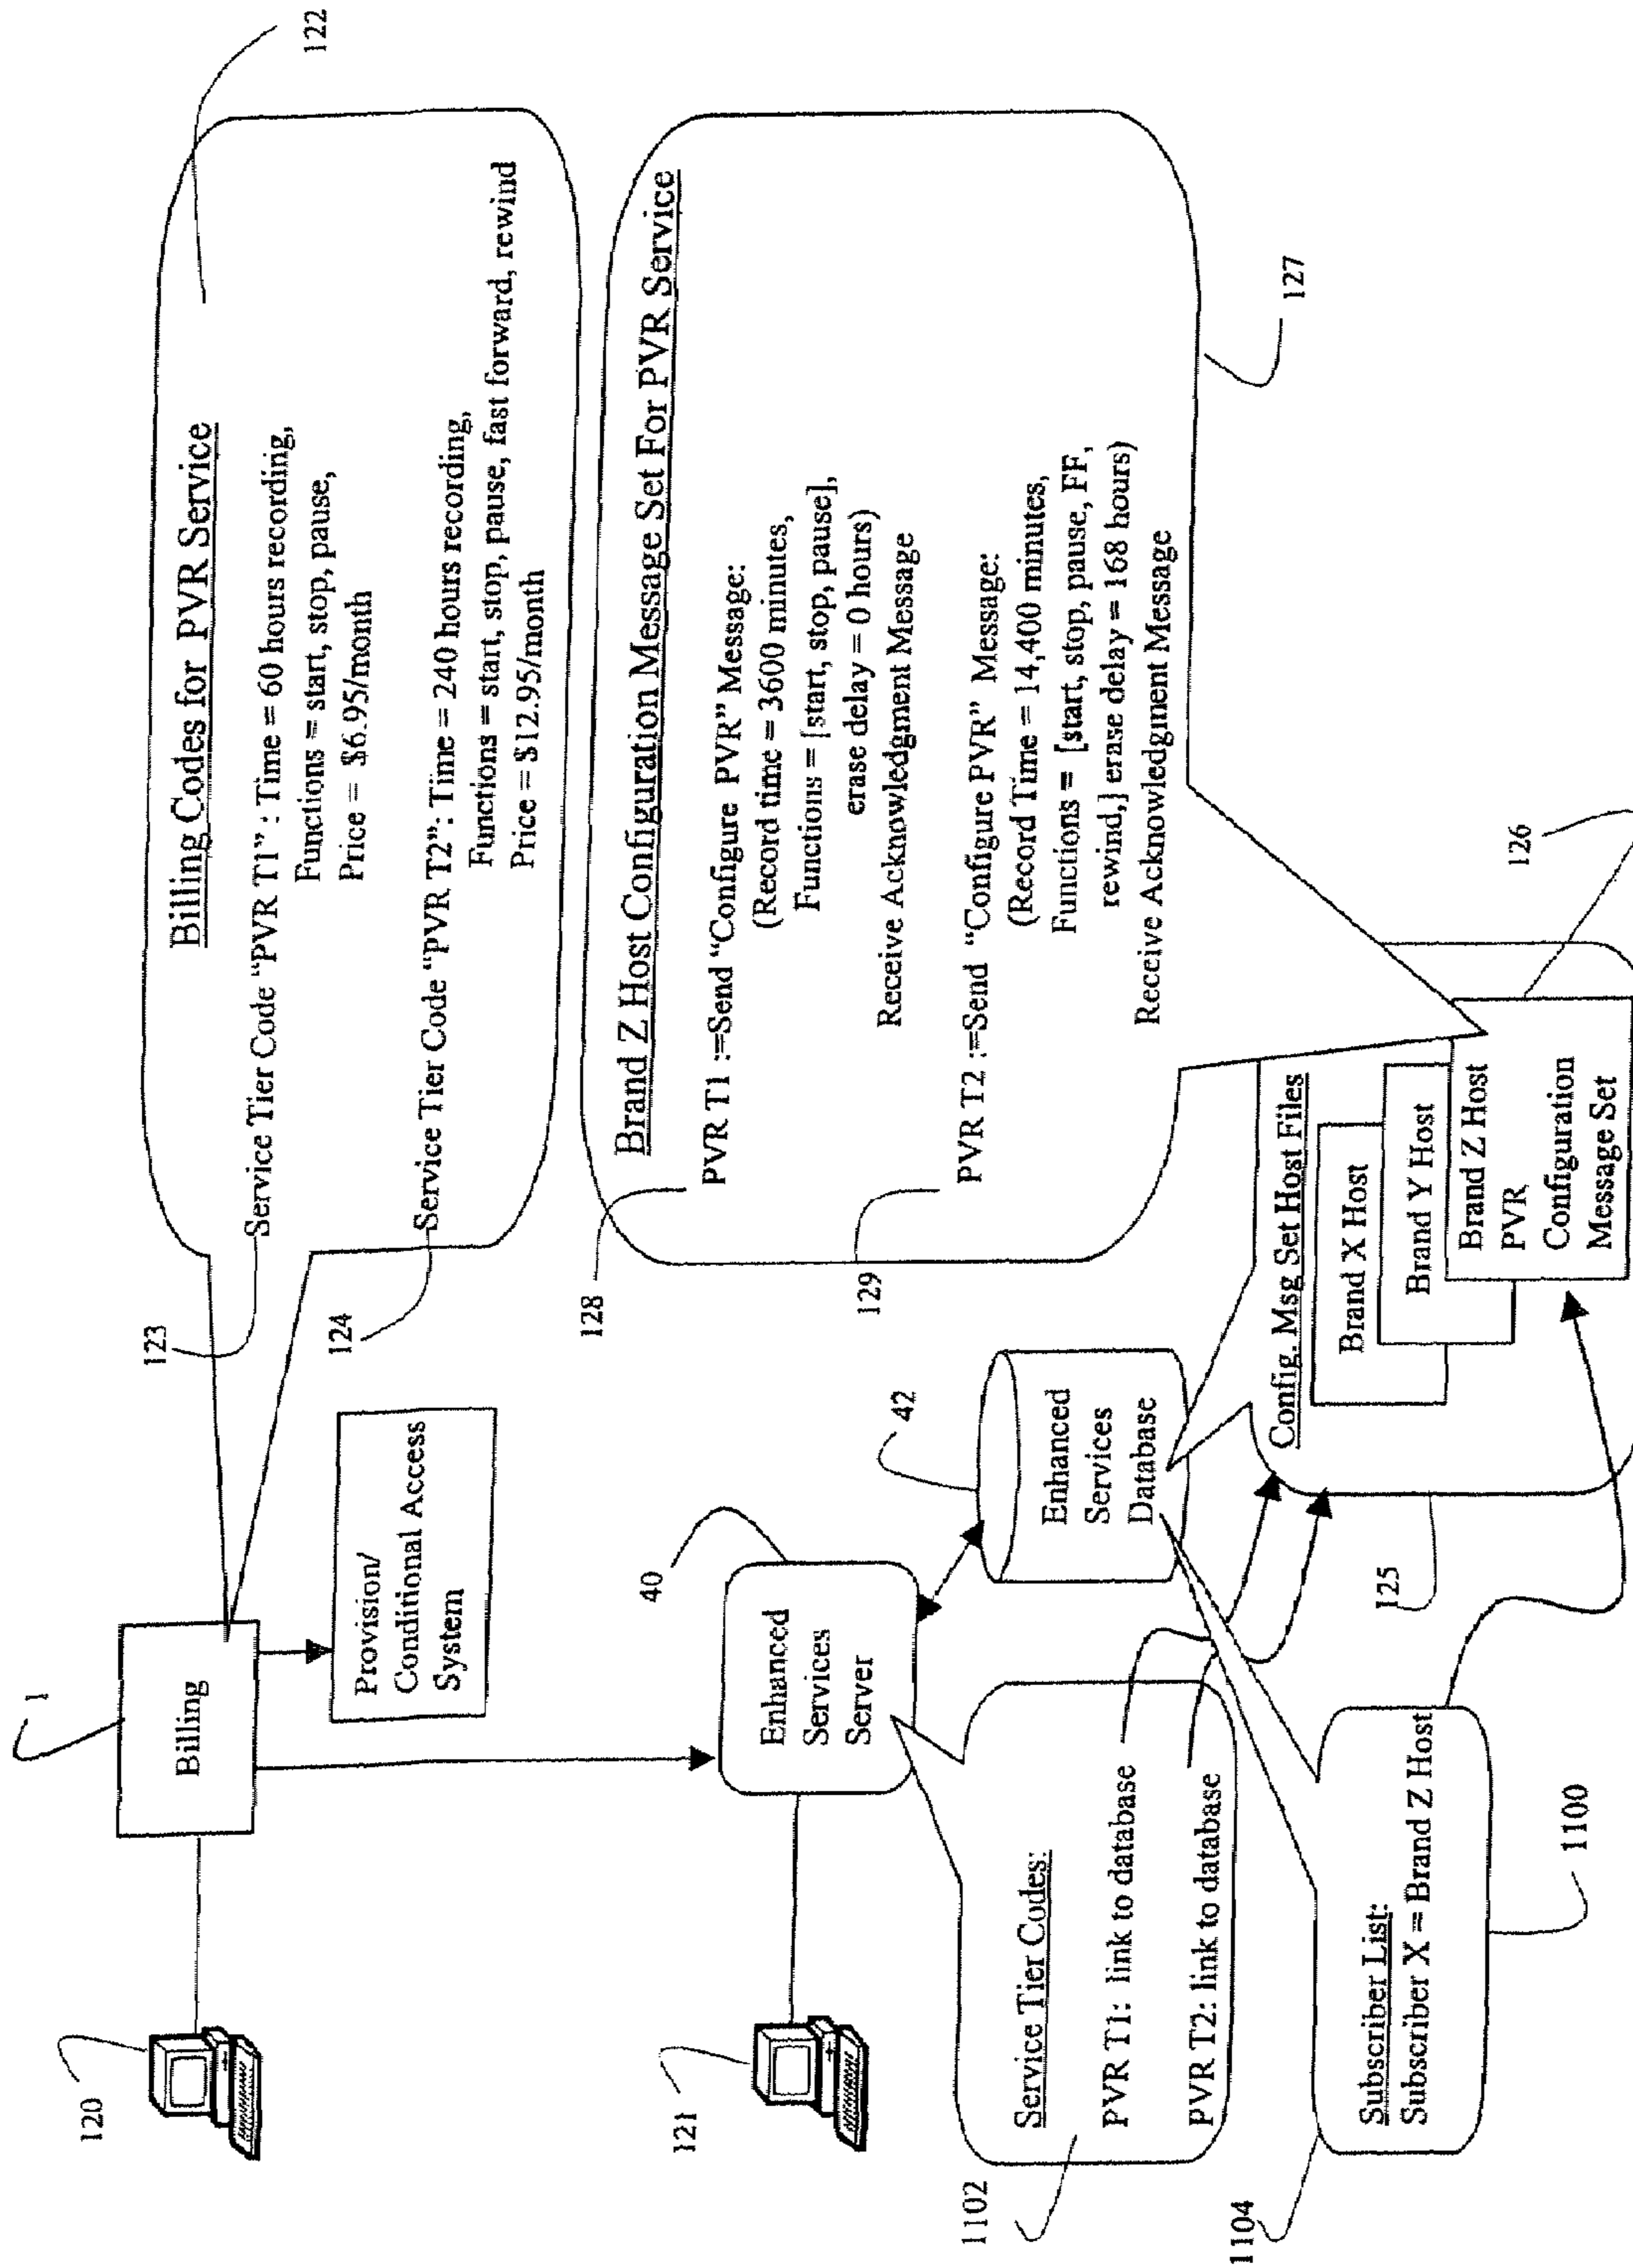 120
1
Billing
Provision/
Conditional Access
System
123
124
122
Billing Codes for PVR Service
Service Tier Code “PVR T1” : Time = 60 hours recording,
Functions = start, stop, pause,
Price = $6.95/month
Service Tier Code “PVR T2”: Time = 240 hours recording,
Functions = start, stop, pause, fast forward, rewind
Price = $12.95/month
121
40
Enhanced
Services
Server
42
Enhanced
Services
Database
128
129
Brand Z Host Configuration Message Set For PVR Service
PVR T1 :=Send “Configure PVR” Message:
(Record time = 3600 minutes,
Functions = [start, stop, pause],
erase delay = 0 hours)
Receive Acknowledgment Message
PVR T2 :=Send “Configure PVR” Message:
(Record Time = 14,400 minutes,
Functions = [start, stop, pause, FF,
rewind,] erase delay = 168 hours)
Receive Acknowledgment Message
127
1102
Service Tier Codes:
PVR T1: link to database
PVR T2: link to database
1104
Subscriber List:
Subscriber X = Brand Z Host
1100
125
Config. Msg Set Host Files
Brand X Host
Brand Y Host
Brand Z Host
PVR
Configuration
Message Set
126